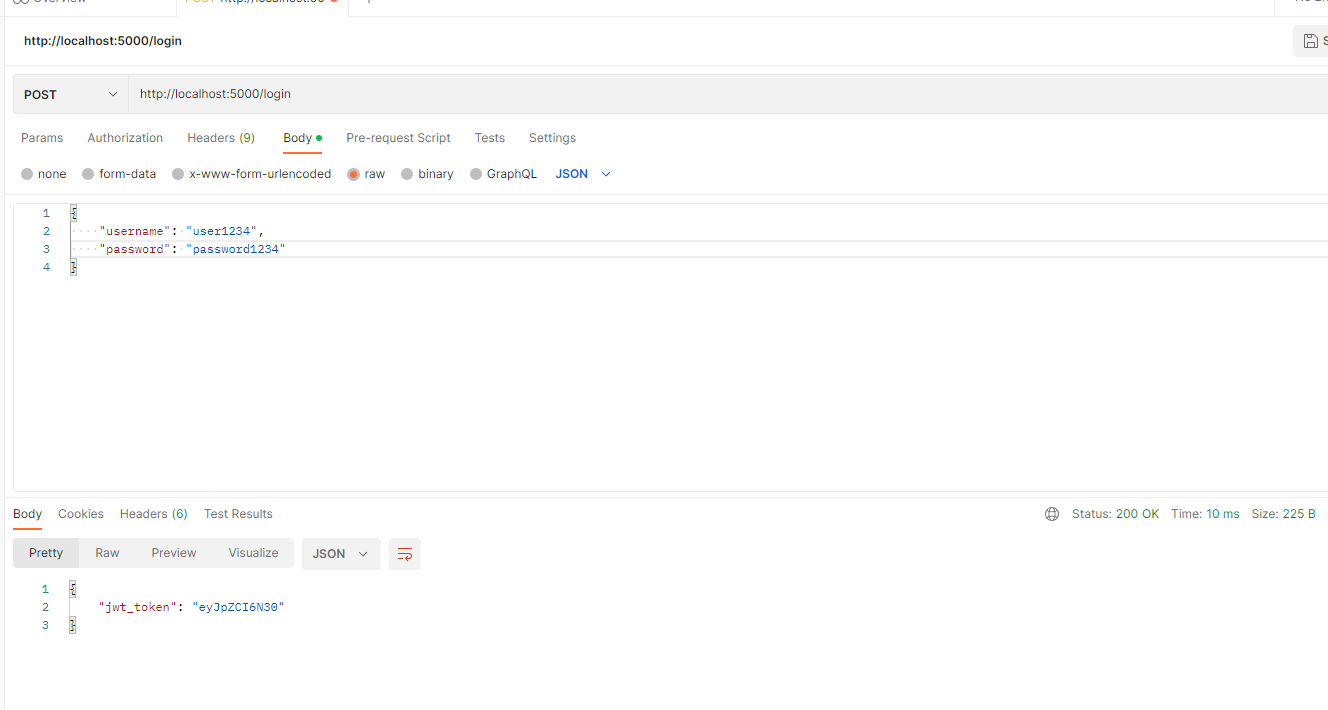 Overview
POST http://localhost:50
http://localhost:5000/login
POST http://localhost:5000/login
Params Authorization Headers (9) Body Pre-request Script Tests Settings
none form-data x-www-form-urlencoded raw binary GraphQL JSON
1 {
2 "username": "user1234",
3 "password": "password1234"
4 }
Body Cookies Headers (6) Test Results Status: 200 OK Time: 10 ms Size: 225 B
Pretty Raw Preview Visualize JSON
1 {
2 "jwt_token": "eyJpZCI6N30"
3 }